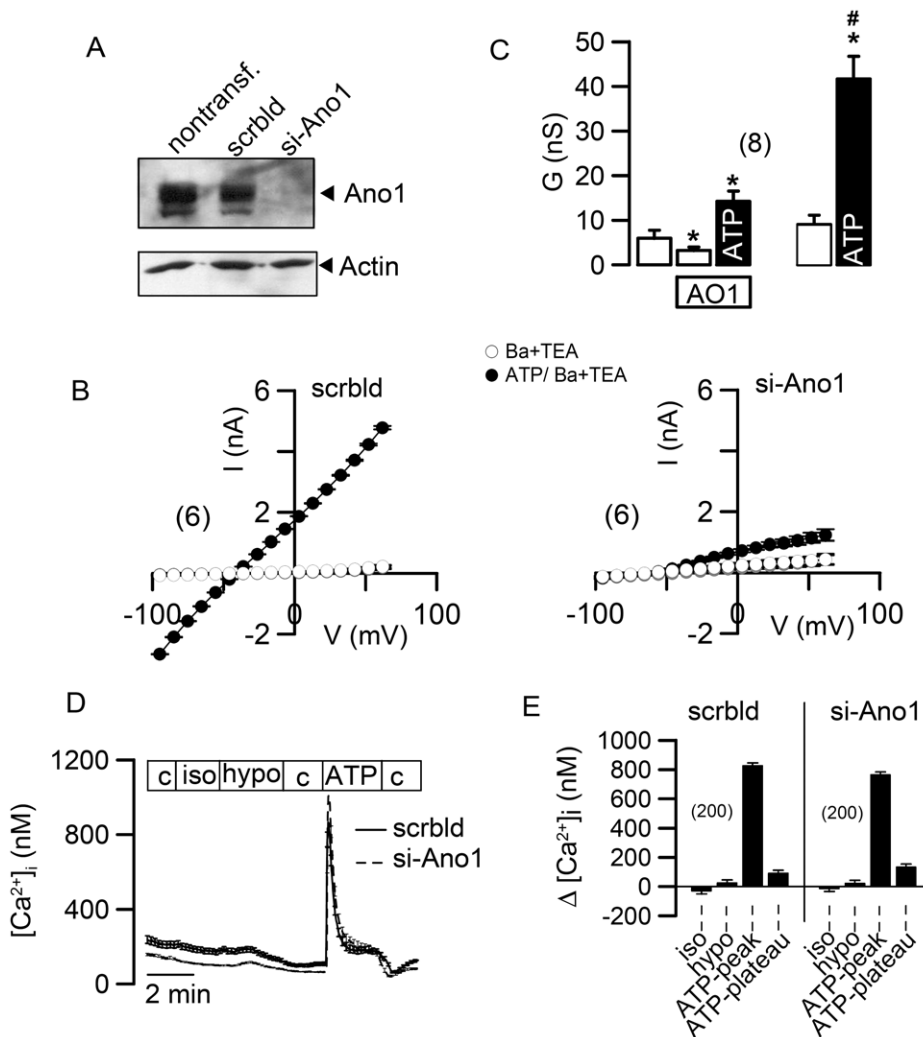 A
nontransf.
scrbld
si-Ano1
Ano1
Actin
C
G (nS)
50
40
30
20
10
0
(8)
*
*
ATP
#
*
ATP
AO1
Ba+TEA
ATP/ Ba+TEA
B
scrbld
I (nA)
6
4
2
-2
(6)
-100
0
100
V (mV)
si-Ano1
I (nA)
6
4
2
-2
(6)
-100
0
100
V (mV)
D
[Ca²⁺]i (nM)
1200
800
400
0
c iso hypo c ATP c
scrbld
si-Ano1
2 min
E
scrbld
si-Ano1
Δ [Ca²⁺]i (nM)
1000
800
600
400
200
0
-200
(200)
(200)
iso
hypo
ATP-peak
ATP-plateau
iso
hypo
ATP-peak
ATP-plateau